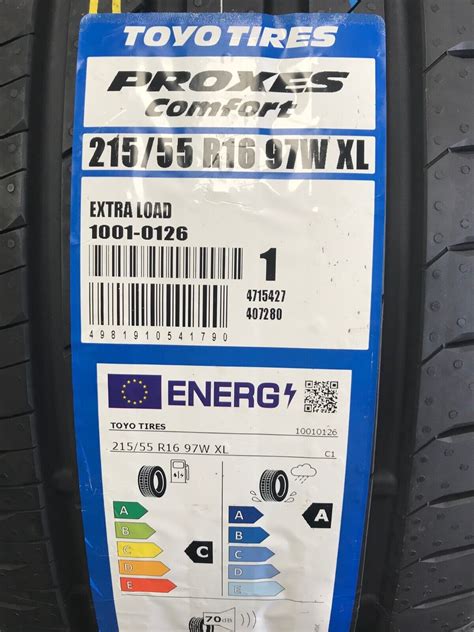 TOYO TIRES
PROXES
Comfort
215/55 R16 97W XL
EXTRA LOAD
1001-0126
1
4715427
407280
4981910541790
ENERG
TOYO TIRES
10010126
215/55 R16 97W XL
C1
A
B
C
D
E
C
A
B
C
D
E
A
70